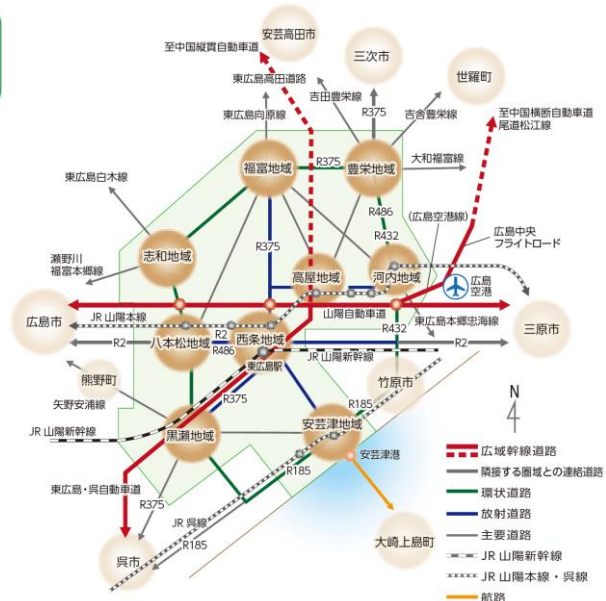 安芸高田市
至中国縦貫自動車道
三次市
世羅町
東広島高田道路
吉田豊栄線
R375
吉舎豊栄線
至中国横断自動車道
尾道松江線
東広島向原線
福富地域
R375
豊栄地域
大和福富線
東広島白木線
R486
(広島空港線)
広島中央
フライトロード
志和地域
R375
R432
瀬野川
福富本郷線
高屋地域
河内地域
広島
空港
広島市
JR 山陽本線
山陽自動車道
R432
東広島本郷忠海線
三原市
R2
八本松地域
R2
R486
西条地域
東広島駅
JR 山陽新幹線
R2
熊野町
R375
竹原市
矢野安浦線
R185
JR 山陽新幹線
黒瀬地域
安芸津地域
R185
安芸津港
東広島・呉自動車道
R375
JR 呉線
R185
呉市
大崎上島町
N
広域幹線道路
隣接する圏域との連絡道路
環状道路
放射道路
主要道路
JR 山陽新幹線
JR 山陽本線・呉線
航路